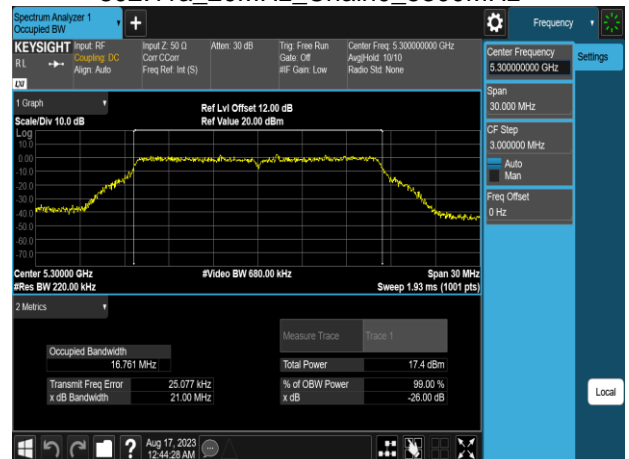 Spectrum Analyzer 1
Occupied BW
Frequency
KEYSIGHT
RL
LXI
Input: RF
Coupling: DC
Align: Auto
Input Z: 50 Ω
Corr CCorr
Freq Ref: Int (S)
Atten: 30 dB
Trig: Free Run
Gate: Off
#IF Gain: Low
Center Freq: 5.300000000 GHz
Avg|Hold: 10/10
Radio Std: None
Center Frequency
5.300000000 GHz
Settings
Span
30.000 MHz
CF Step
3.000000 MHz
Auto
Man
Freq Offset
0 Hz
1 Graph
Scale/Div 10.0 dB
Ref Lvl Offset 12.00 dB
Ref Value 20.00 dBm
Log
10.0
0.00
-10.0
-20.0
-30.0
-40.0
-50.0
-60.0
-70.0
Center 5.30000 GHz
#Res BW 220.00 kHz
#Video BW 680.00 kHz
Span 30 MHz
Sweep 1.93 ms (1001 pts)
2 Metrics
Measure Trace
Trace 1
Occupied Bandwidth
16.761 MHz
Total Power
17.4 dBm
Transmit Freq Error
25.077 kHz
% of OBW Power
99.00 %
x dB Bandwidth
21.00 MHz
x dB
-26.00 dB
Local
Aug 17, 2023
12:44:28 AM